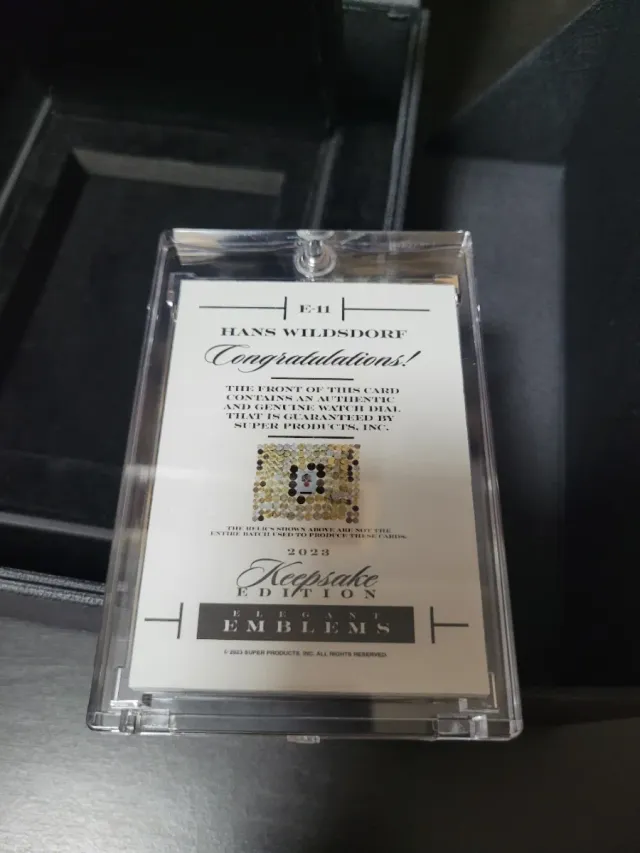 E-11
HANS WILDSDORF
Congratulations!
THE FRONT OF THIS CARD
CONTAINS AN AUTHENTIC
AND GENUINE WATCH DIAL
THAT IS GUARANTEED BY
SUPER PRODUCTS, INC.
THE RELICS SHOWN ABOVE ARE NOT THE
ENTIRE BATCH USED TO PRODUCE THESE CARDS.
2023
Keepsake
EDITION
ELEGANT
EMBLEMS
© 2023 SUPER PRODUCTS, INC. ALL RIGHTS RESERVED.